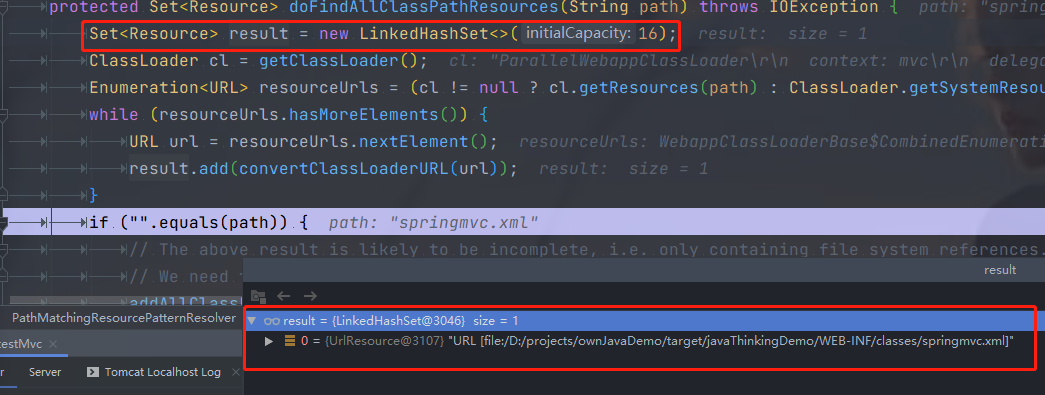 protected Set<Resource> doFindAllClassPathResources(String path) throws IOException {   path: "sprin
Set<Resource> result = new LinkedHashSet<>( initialCapacity: 16);   result:  size = 1
ClassLoader cl = getClassLoader();   cl: "ParallelWebappClassLoader\r\n  context: mvc\r\n  deleg
Enumeration<URL> resourceUrls = (cl != null ? cl.getResources(path) : ClassLoader.getSystemResou
while (resourceUrls.hasMoreElements()) {
URL url = resourceUrls.nextElement();   resourceUrls: WebappClassLoaderBase$CombinedEnumerati
result.add(convertClassLoaderURL(url));   result:  size = 1
}
if ("".equals(path)) {   path: "springmvc.xml"
// The above result is likely to be incomplete, i.e. only containing file system references.
// We need
addAllCl
result
result = {LinkedHashSet@3046}  size = 1
0 = {UrlResource@3107} "URL [file:/D:/projects/ownJavaDemo/target/javaThinkingDemo/WEB-INF/classes/springmvc.xml]"
PathMatchingResourcePatternResolver
estMvc
r
Server
Tomcat Localhost Log